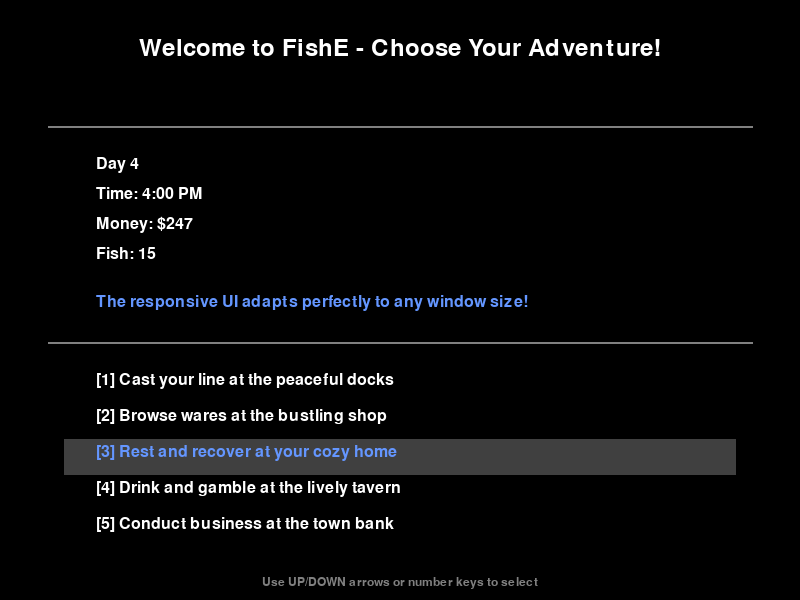 Welcome to FishE - Choose Your Adventure!
Day 4
Time: 4:00 PM
Money: $247
Fish: 15
The responsive UI adapts perfectly to any window size!
[1] Cast your line at the peaceful docks
[2] Browse wares at the bustling shop
[3] Rest and recover at your cozy home
[4] Drink and gamble at the lively tavern
[5] Conduct business at the town bank
Use UP/DOWN arrows or number keys to select